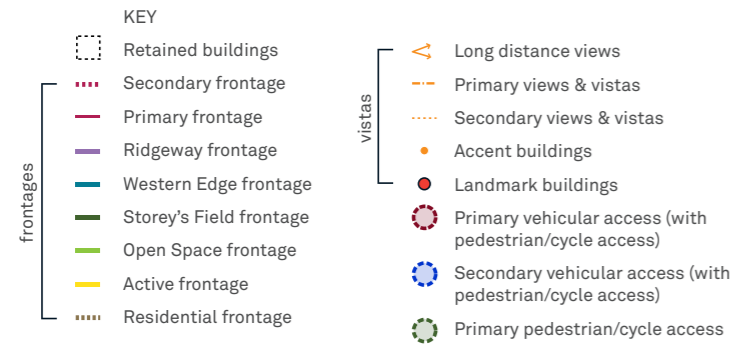 KEY
Retained buildings
Secondary frontage
Primary frontage
Ridgeway frontage
Western Edge frontage
Storey's Field frontage
Open Space frontage
Active frontage
Residential frontage
frontages
Long distance views
Primary views & vistas
Secondary views & vistas
Accent buildings
Landmark buildings
vistas
Primary vehicular access (with
pedestrian/cycle access)
Secondary vehicular access (with
pedestrian/cycle access)
Primary pedestrian/cycle access